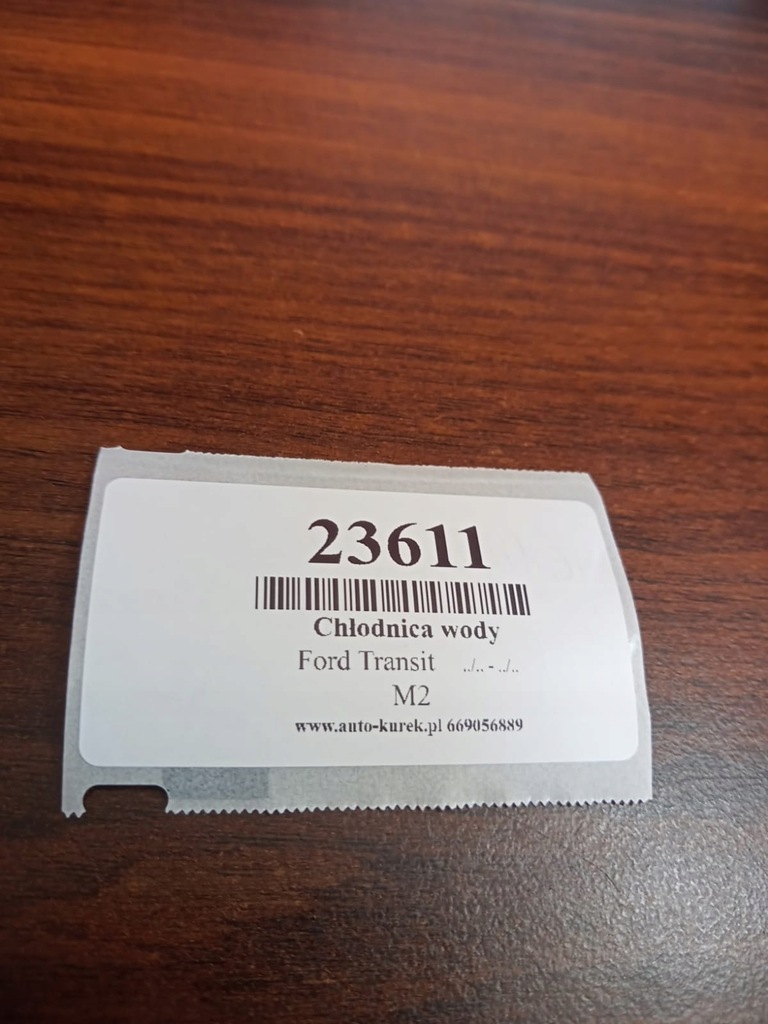 23611
Chłodnica wody
Ford Transit ../.. - ../..
M2
www.auto-kurek.pl 669056889